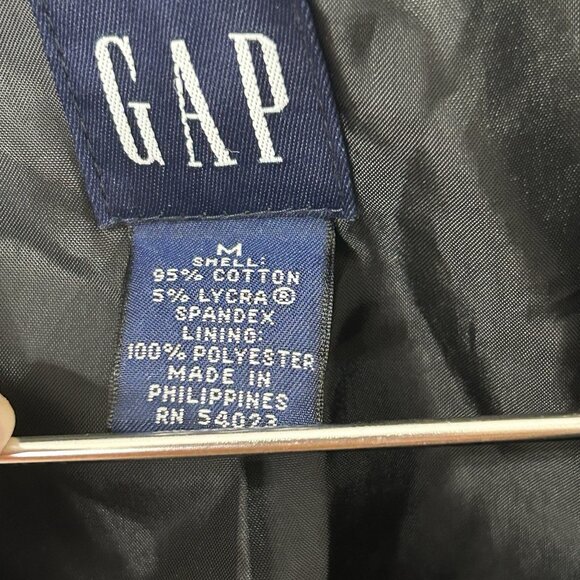 GAP
M
SHELL:
95% COTTON
5% LYCRA®
SPANDEX
LINING:
100% POLYESTER
MADE IN
PHILIPPINES
RN 54023